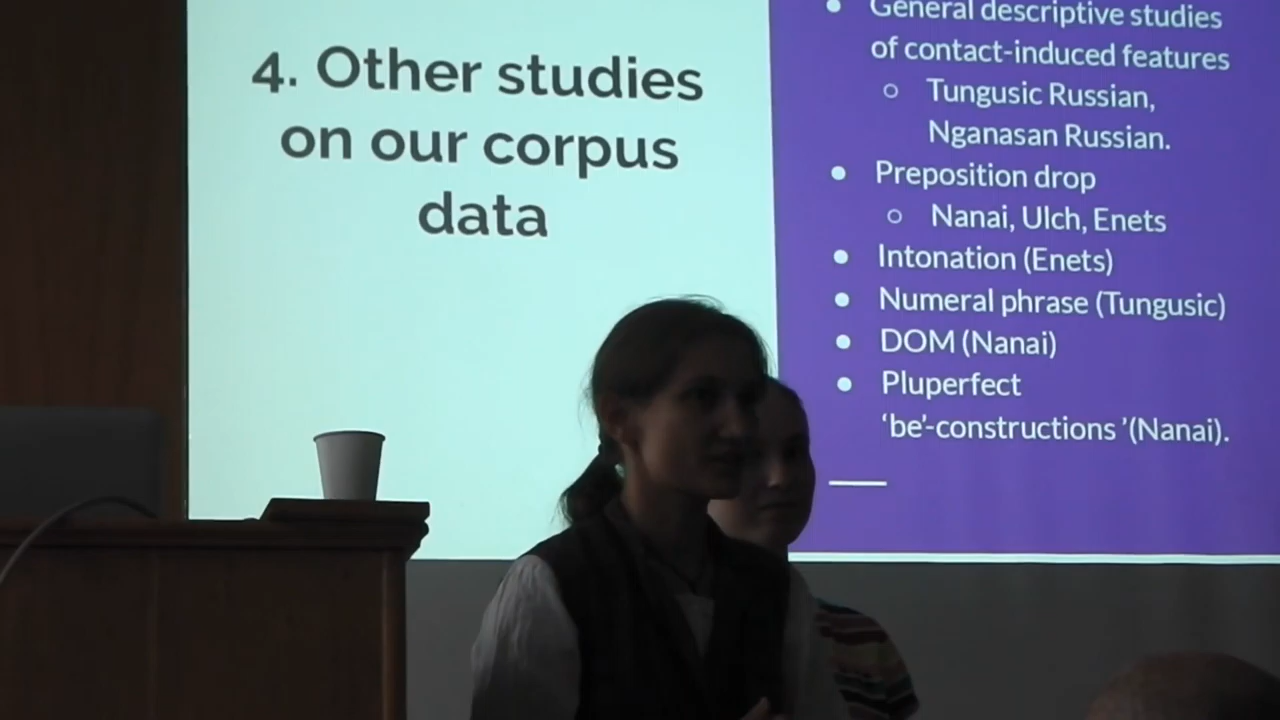 4. Other studies
on our corpus
data
● General descriptive studies
of contact-induced features
○ Tungusic Russian,
Nganasan Russian.
● Preposition drop
○ Nanai, Ulch, Enets
● Intonation (Enets)
● Numeral phrase (Tungusic)
● DOM (Nanai)
● Pluperfect
‘be’-constructions ’(Nanai).